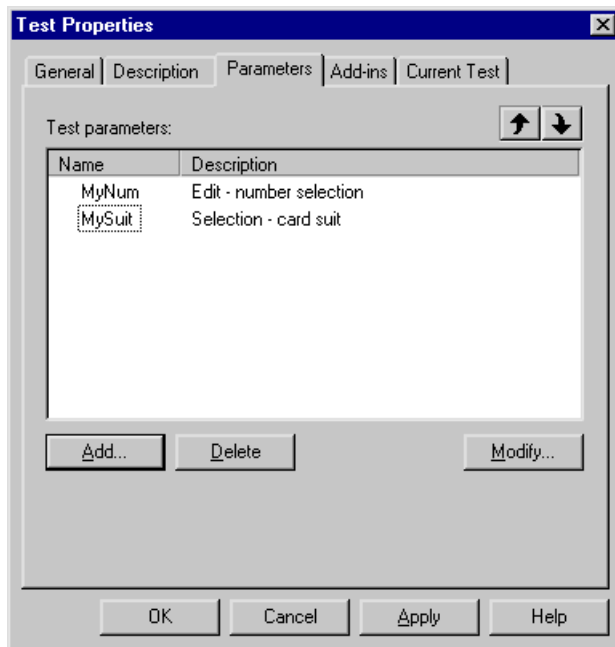 Test Properties
General Description Parameters Add-ins Current Test
Test parameters:
Name Description
MyNum Edit - number selection
MySuit Selection - card suit
Add... Delete Modify...
OK Cancel Apply Help